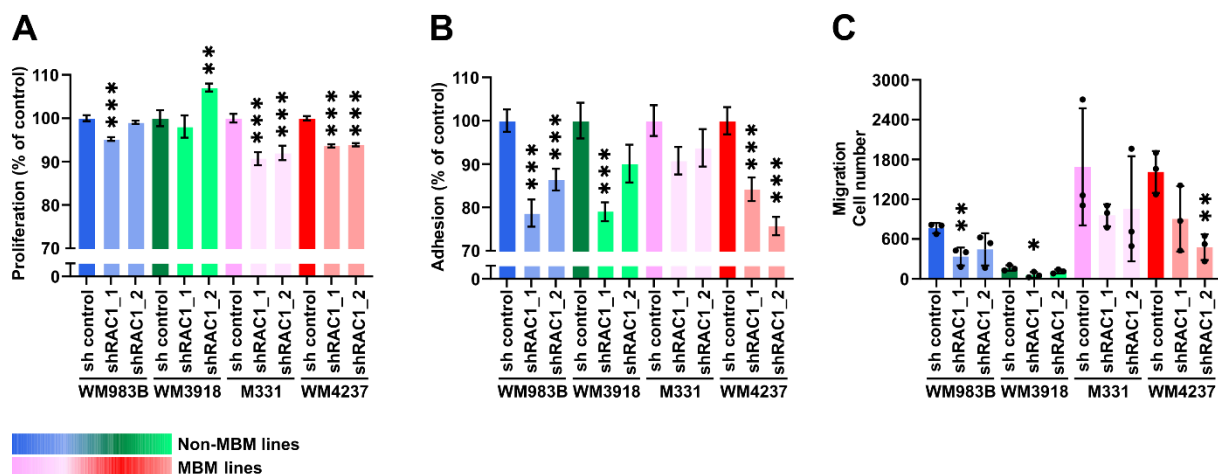 A
Proliferation (% of control)
110
100
90
80
70
0
***
**
***
***
***
***
sh control
shRAC1_1
shRAC1_2
sh control
shRAC1_1
shRAC1_2
sh control
shRAC1_1
shRAC1_2
sh control
shRAC1_1
shRAC1_2
WM983B
WM3918
M331
WM4237
B
Adhesion (% of control)
110
100
90
80
70
0
***
***
***
***
***
sh control
shRAC1_1
shRAC1_2
sh control
shRAC1_1
shRAC1_2
sh control
shRAC1_1
shRAC1_2
sh control
shRAC1_1
shRAC1_2
WM983B
WM3918
M331
WM4237
C
Migration
Cell number
3000
2400
1800
1200
600
0
**
*
**
sh control
shRAC1_1
shRAC1_2
sh control
shRAC1_1
shRAC1_2
sh control
shRAC1_1
shRAC1_2
sh control
shRAC1_1
shRAC1_2
WM983B
WM3918
M331
WM4237
Non-MBM lines
MBM lines